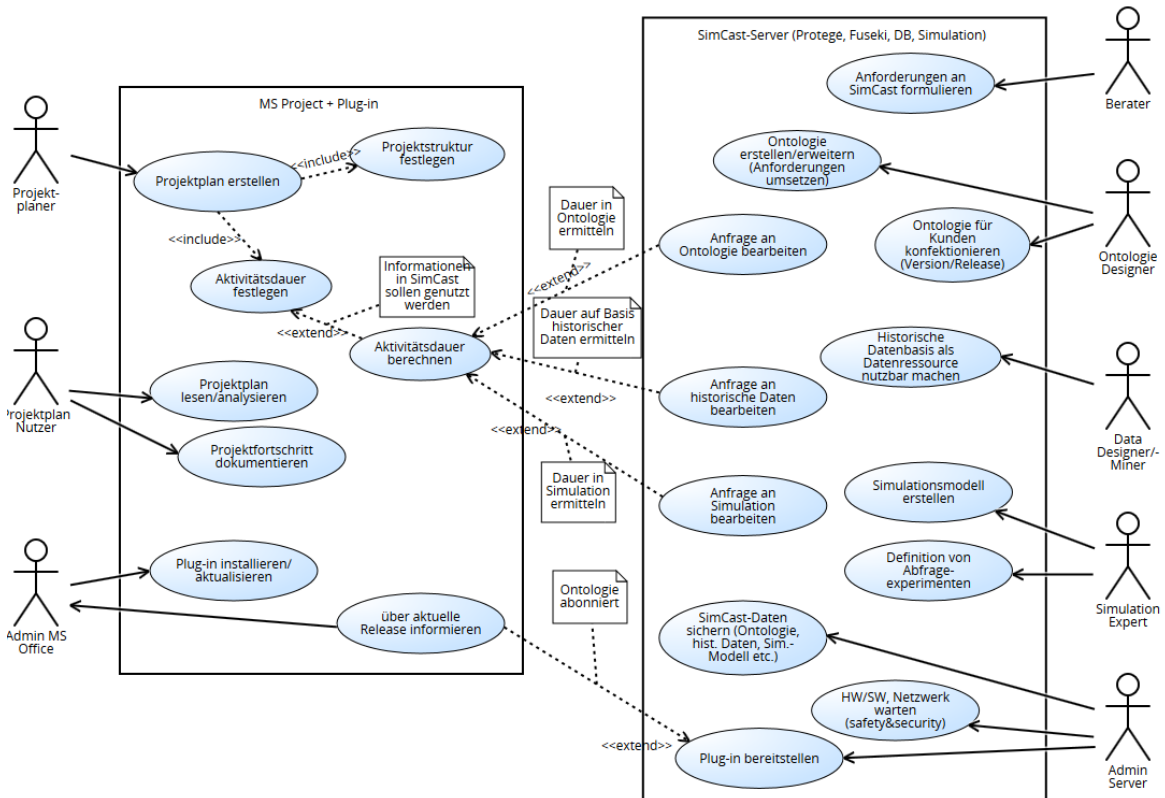 SimCast-Server (Protegé, Fuseki, DB, Simulation)
MS Project + Plug-in
Anforderungen an
SimCast formulieren
Berater
Projekt-
planer
Projektplan erstellen
<<include>>
Projektstruktur
festlegen
<<include>>
Ontologie
erstellen/erweitern
(Anforderungen
umsetzen)
Ontologie für
Kunden
konfektionieren
(Version/Release)
Ontologie
Designer
Dauer in
Ontologie
ermitteln
Anfrage an
Ontologie bearbeiten
<<extend>>
Aktivitätsdauer
festlegen
Informationen
in SimCast
sollen genutzt
werden
<<extend>>
Aktivitätsdauer
berechnen
Dauer auf Basis
historischer
Daten ermitteln
Historische
Datenbasis als
Datenressource
nutzbar machen
Data
Designer/-
Miner
Projektplan
Nutzer
Projektplan
lesen/analysieren
Projektfortschritt
dokumentieren
<<extend>>
Anfrage an
historische Daten
bearbeiten
<<extend>>
Dauer in
Simulation
ermitteln
Anfrage an
Simulation
bearbeiten
Simulationsmodell
erstellen
Definition von
Abfrage-
experimenten
Simulation
Expert
Admin MS
Office
Plug-in installieren/
aktualisieren
über aktuelle
Release informieren
Ontologie
abonniert
SimCast-Daten
sichern (Ontologie,
hist. Daten, Sim.-
Modell etc.)
HW/SW, Netzwerk
warten
(safety&security)
<<extend>>
Plug-in bereitstellen
Admin
Server